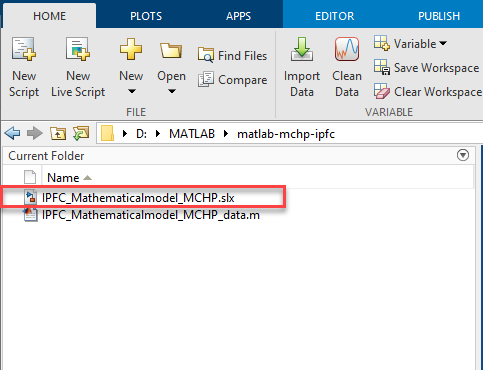 HOME PLOTS APPS EDITOR PUBLISH
New Script
New Live Script
New
Open
Find Files
Compare
Import Data
Clean Data
Variable
Save Workspace
Clear Workspace
FILE VARIABLE
D: MATLAB matlab-mchp-ipfc
Current Folder
Name
IPFC_Mathematicalmodel_MCHP.slx
IPFC_Mathematicalmodel_MCHP_data.m